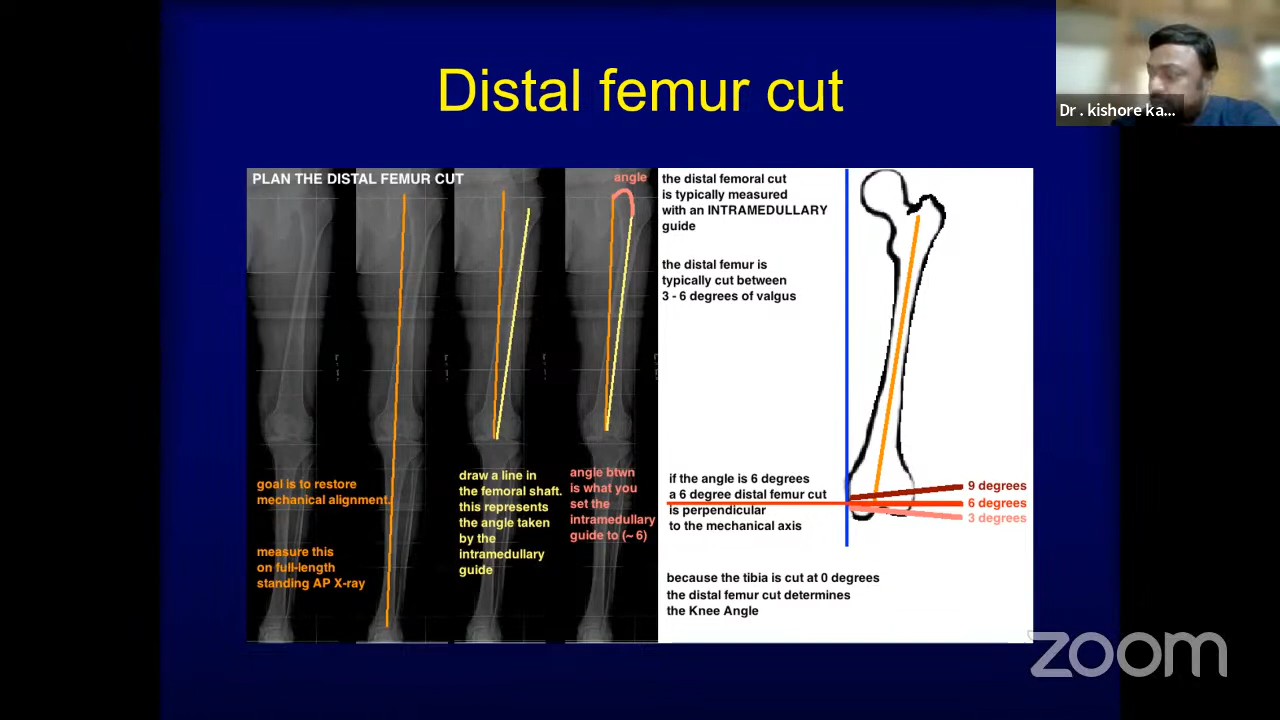 Distal femur cut
Dr . kishore ka...
PLAN THE DISTAL FEMUR CUT
goal is to restore
mechanical alignment.
measure this
on full-length
standing AP X-ray
draw a line in
the femoral shaft.
this represents
the angle taken
by the
intramedullary
guide
angle
angle btwn
is what you
set the
intramedullary
guide to (~ 6)
the distal femoral cut
is typically measured
with an INTRAMEDULLARY
guide
the distal femur is
typically cut between
3 - 6 degrees of valgus
if the angle is 6 degrees
a 6 degree distal femur cut
is perpendicular
to the mechanical axis
9 degrees
6 degrees
3 degrees
because the tibia is cut at 0 degrees
the distal femur cut determines
the Knee Angle
zoom